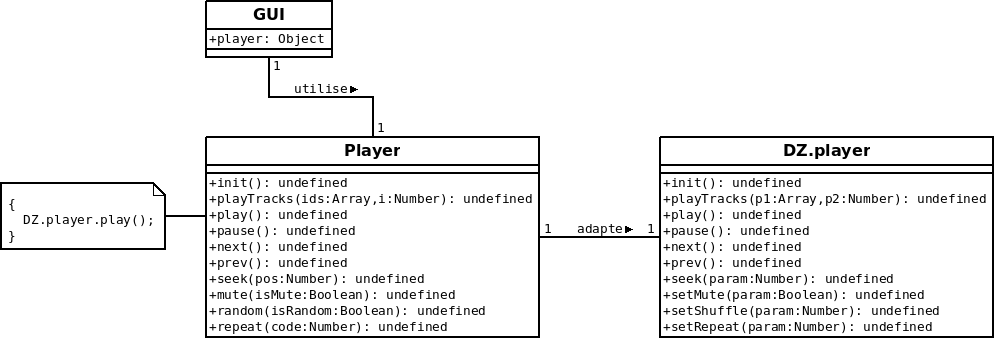 GUI
+player: Object
1
utilise
1
Player
+init(): undefined
+playTracks(ids:Array,i:Number): undefined
+play(): undefined
+pause(): undefined
+next(): undefined
+prev(): undefined
+seek(pos:Number): undefined
+mute(isMute:Boolean): undefined
+random(isRandom:Boolean): undefined
+repeat(code:Number): undefined
{
DZ.player.play();
}
1
adapte
1
DZ.player
+init(): undefined
+playTracks(p1:Array,p2:Number): undefined
+play(): undefined
+pause(): undefined
+next(): undefined
+prev(): undefined
+seek(param:Number): undefined
+setMute(param:Boolean): undefined
+setShuffle(param:Number): undefined
+setRepeat(param:Number): undefined